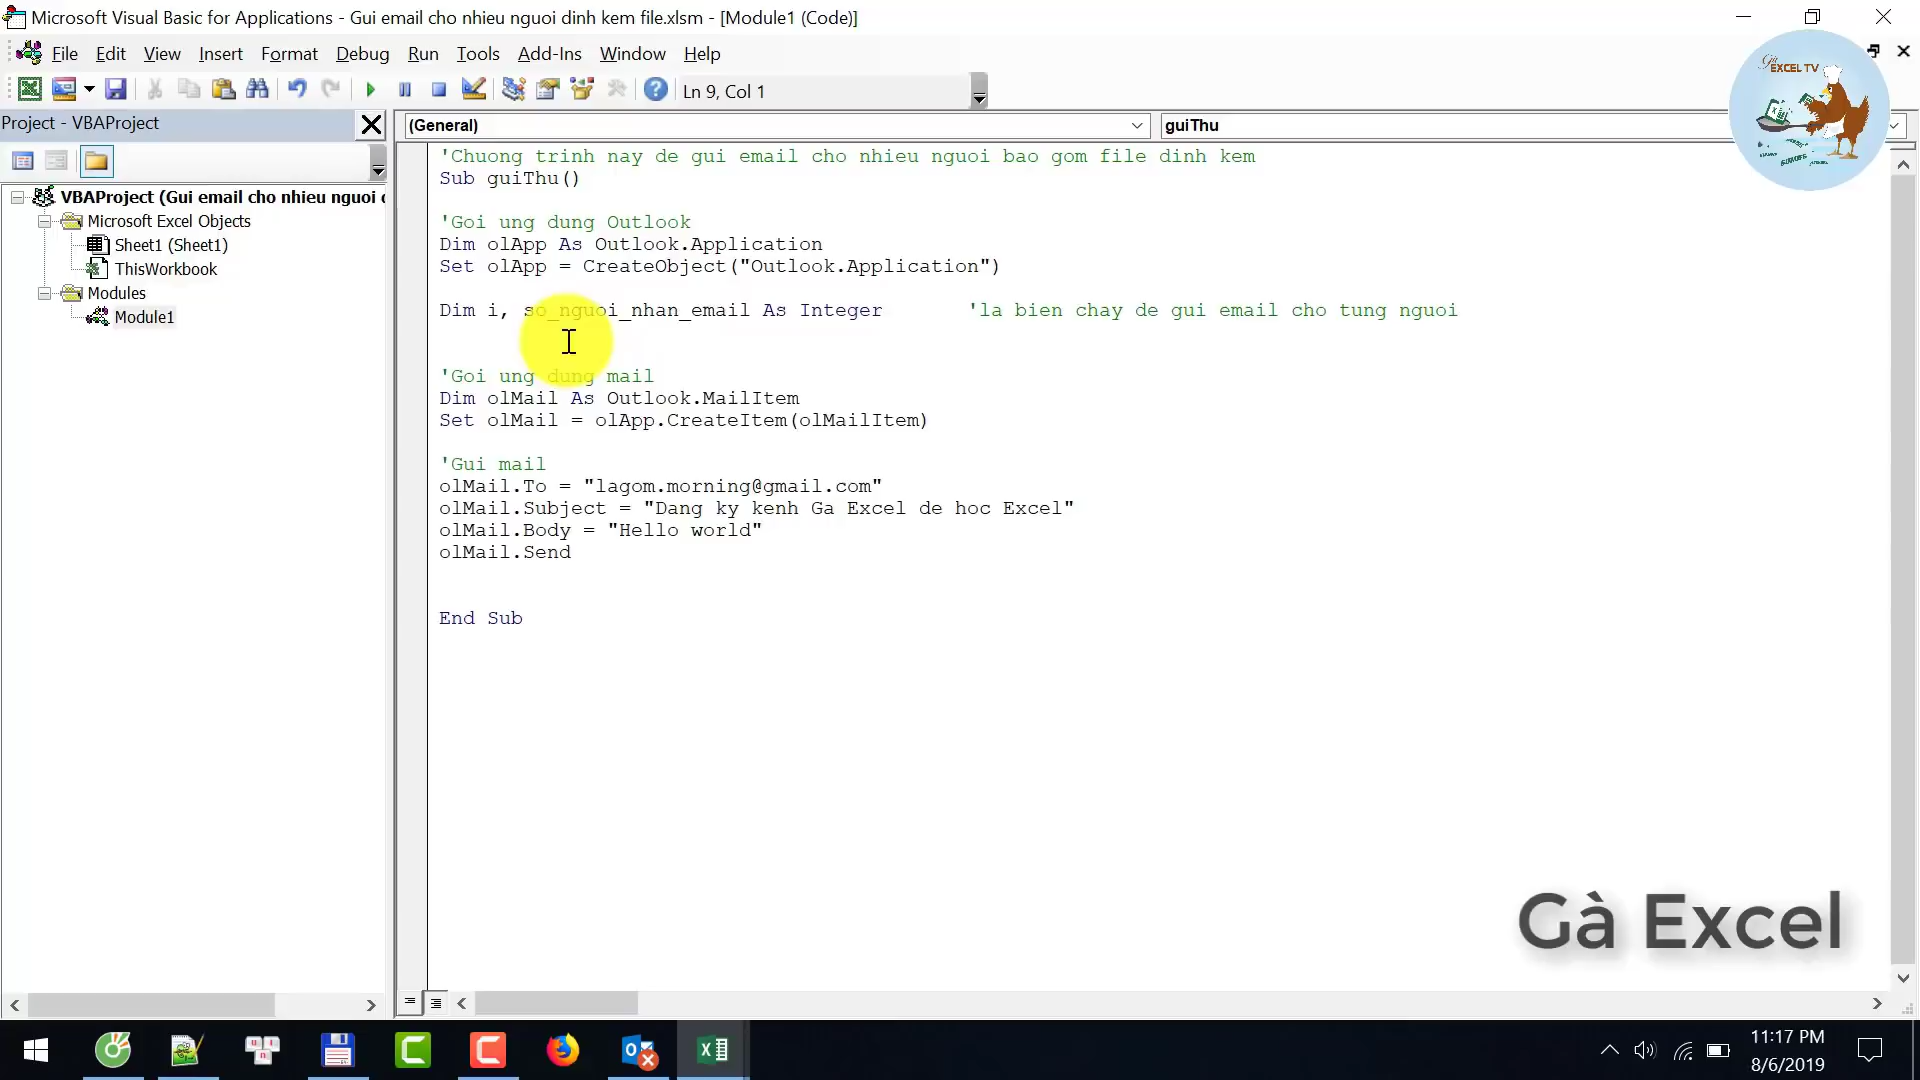 Microsoft Visual Basic for Applications - Gui email cho nhieu nguoi dinh kem file.xlsm - [Module1 (Code)]
File Edit View Insert Format Debug Run Tools Add-Ins Window Help
Ln 9, Col 1
Gà EXCEL TV
Project - VBAProject
(General)
guiThu
VBAProject (Gui email cho nhieu nguoi
Microsoft Excel Objects
Sheet1 (Sheet1)
ThisWorkbook
Modules
Module1
'Chuong trinh nay de gui email cho nhieu nguoi bao gom file dinh kem
Sub guiThu()
'Goi ung dung Outlook
Dim olApp As Outlook.Application
Set olApp = CreateObject("Outlook.Application")
Dim i, so_nguoi_nhan_email As Integer 'la bien chay de gui email cho tung nguoi
'Goi ung dung mail
Dim olMail As Outlook.MailItem
Set olMail = olApp.CreateItem(olMailItem)
'Gui mail
olMail.To = "lagom.morning@gmail.com"
olMail.Subject = "Dang ky kenh Ga Excel de hoc Excel"
olMail.Body = "Hello world"
olMail.Send
End Sub
Gà Excel
11:17 PM
8/6/2019